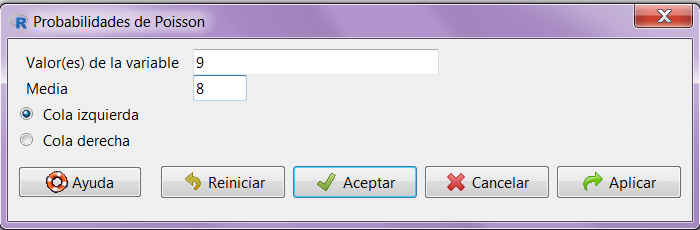 R Probabilidades de Poisson
Valor(es) de la variable 9
Media 8
Cola izquierda
Cola derecha
Ayuda Reiniciar Aceptar Cancelar Aplicar